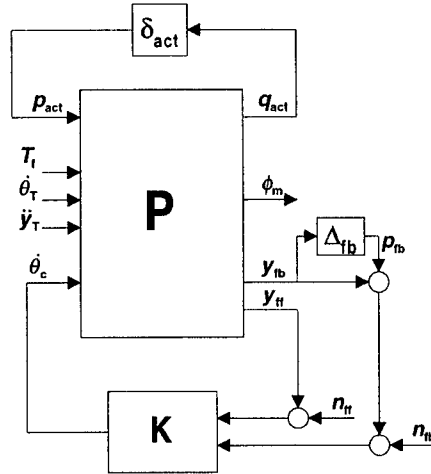 δact
pact qact
Tf
θ̇T
ÿT
P
ϕm
Δfb pfb
θ̇c
yfb
yff
K
nff
nfb